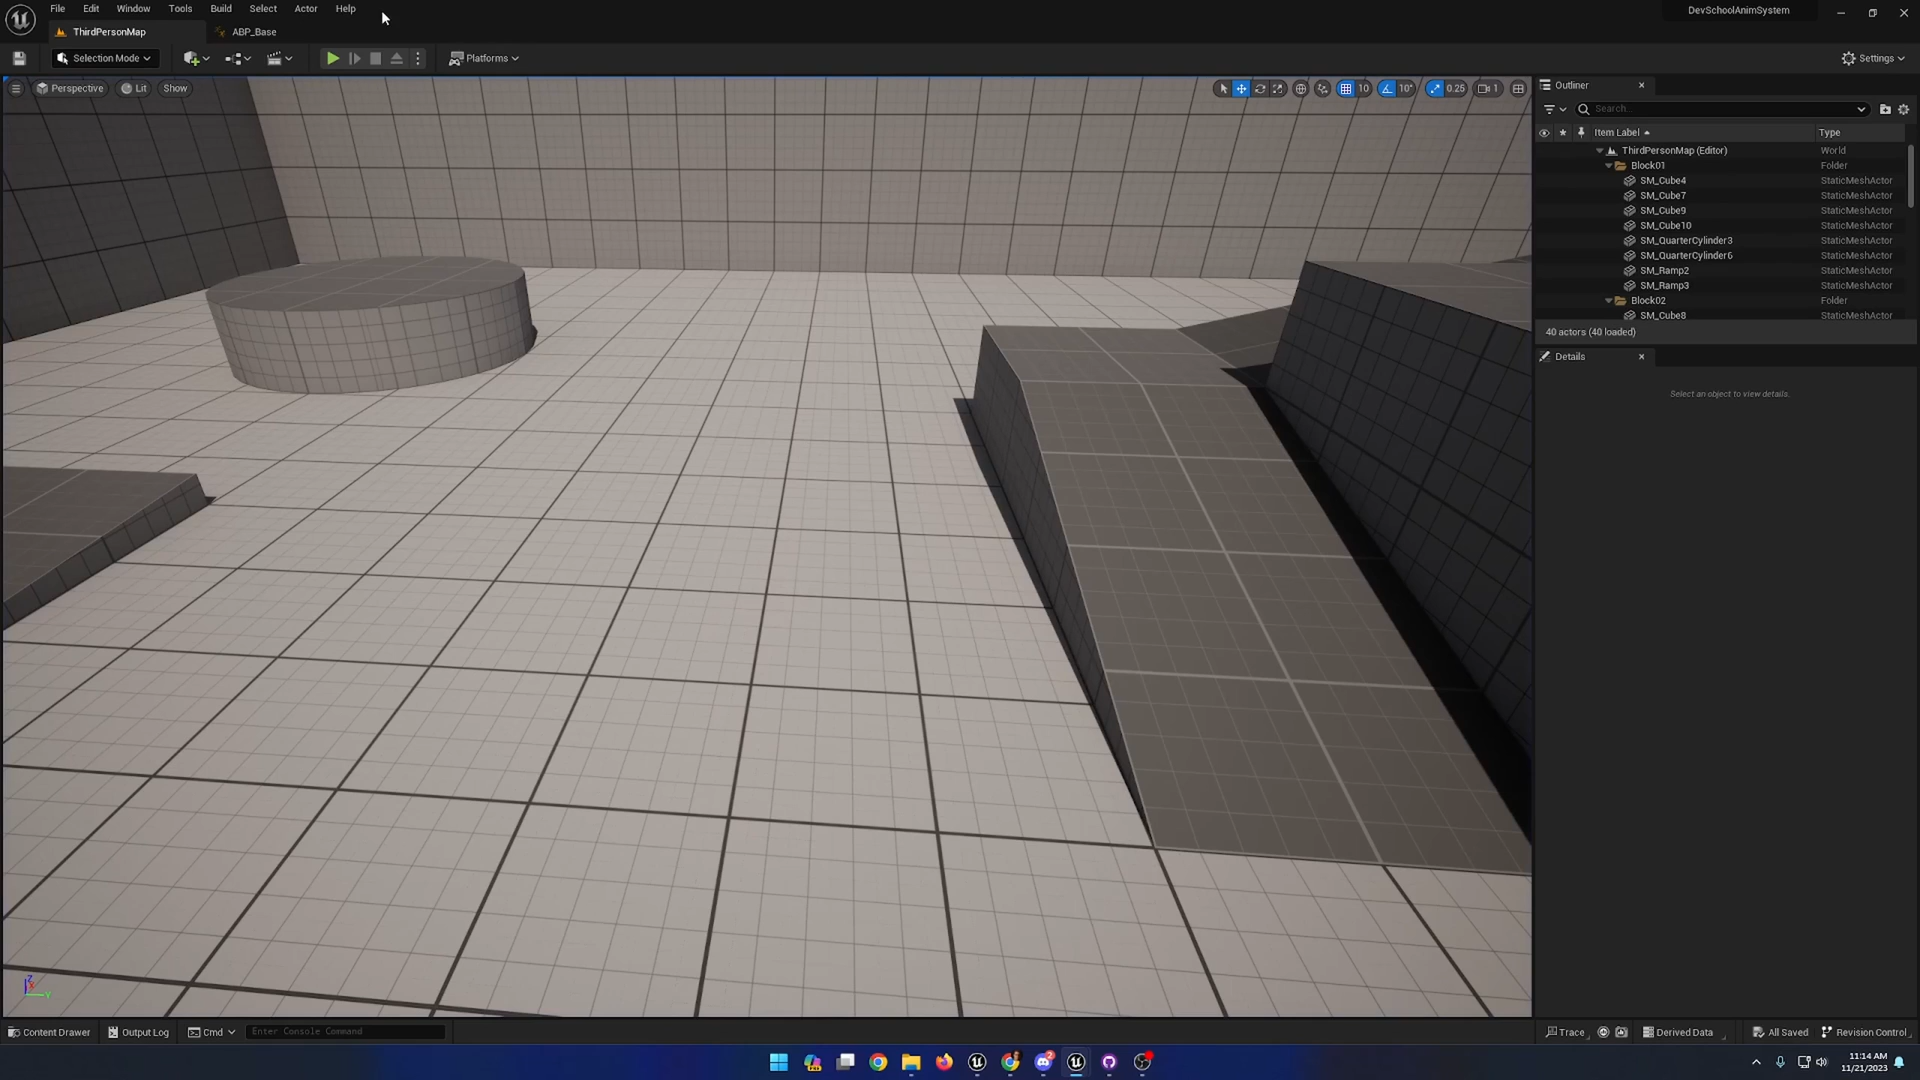 File Edit Window Tools Build Select Actor Help
DevSchoolAnimSystem
ThirdPersonMap
ABP_Base
Selection Mode
Platforms
Settings
Perspective
Lit
Show
10
10°
0.25
1
Outliner
Search...
Item Label
Type
ThirdPersonMap (Editor) World
Block01 Folder
SM_Cube4 StaticMeshActor
SM_Cube7 StaticMeshActor
SM_Cube9 StaticMeshActor
SM_Cube10 StaticMeshActor
SM_QuarterCylinder3 StaticMeshActor
SM_QuarterCylinder6 StaticMeshActor
SM_Ramp2 StaticMeshActor
SM_Ramp3 StaticMeshActor
Block02 Folder
SM_Cube8 StaticMeshActor
40 actors (40 loaded)
Details
Select an object to view details.
Z
X
Y
Content Drawer
Output Log
Cmd
Enter Console Command
Trace
Derived Data
All Saved
Revision Control
11:14 AM
11/21/2023